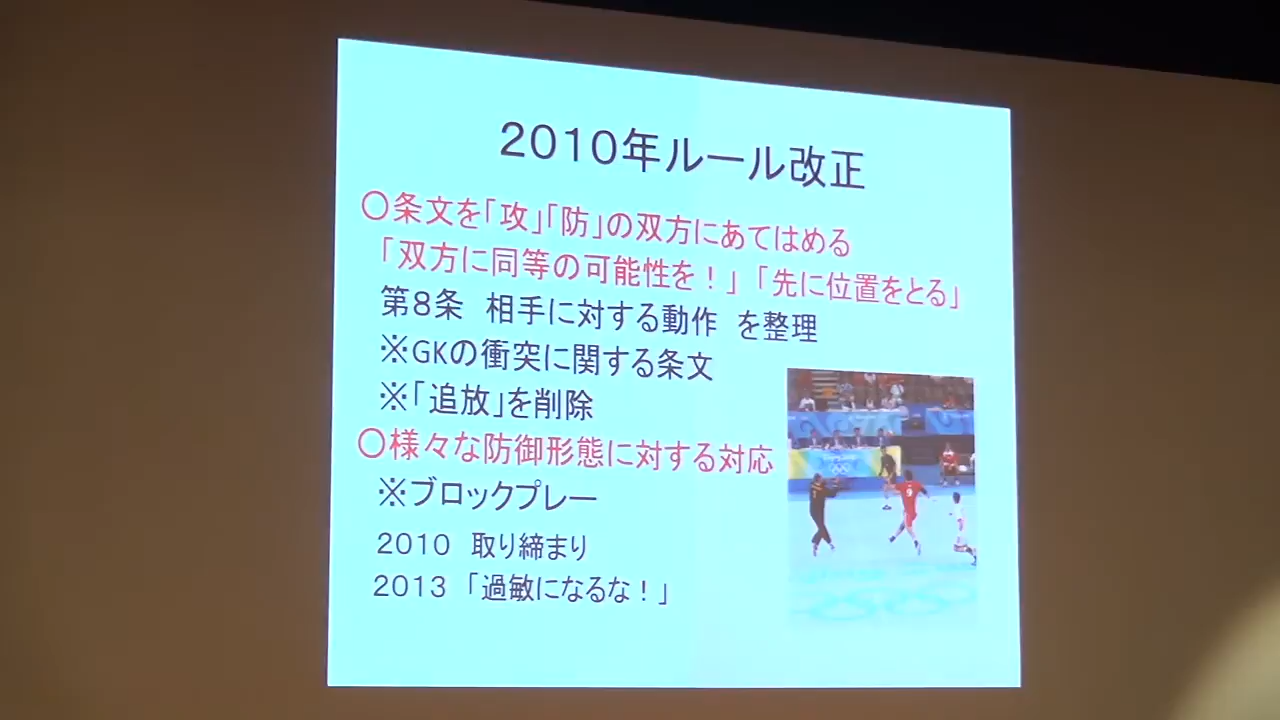 2010年ルール改正
〇条文を「攻」「防」の双方にあてはめる
「双方に同等の可能性を！」「先に位置をとる」
第8条　相手に対する動作　を整理
※GKの衝突に関する条文
※「追放」を削除
〇様々な防御形態に対する対応
※ブロックプレー
2010　取り締まり
2013　「過敏になるな！」
9